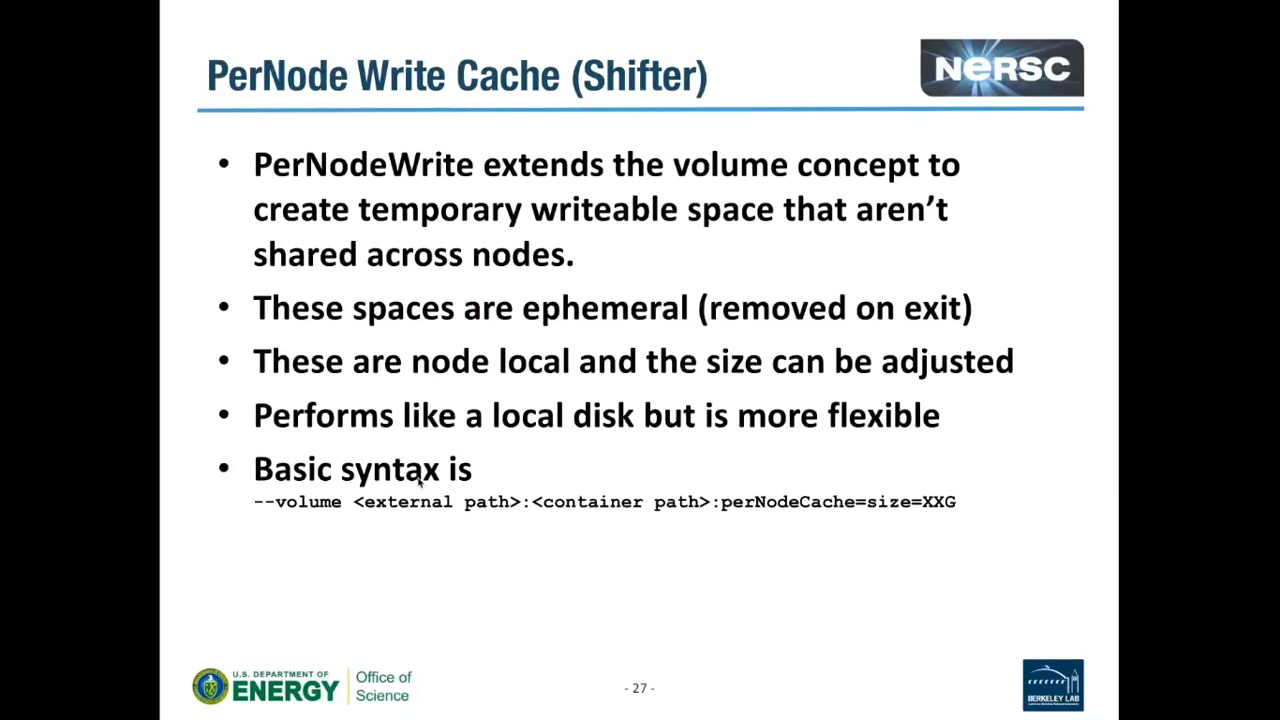 PerNode Write Cache (Shifter)
NERSC
• PerNodeWrite extends the volume concept to
create temporary writeable space that aren't
shared across nodes.
• These spaces are ephemeral (removed on exit)
• These are node local and the size can be adjusted
• Performs like a local disk but is more flexible
• Basic syntax is
--volume <external path>:<container path>:perNodeCache=size=XXG
U.S. DEPARTMENT OF
ENERGY
Office of
Science
- 27 -
BERKELEY LAB